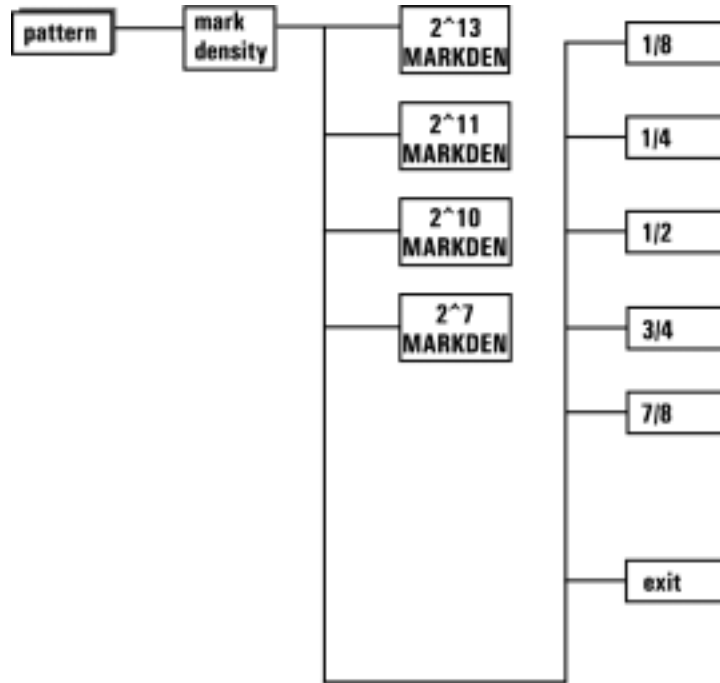 pattern
mark
density
2^13
MARKDEN
2^11
MARKDEN
2^10
MARKDEN
2^7
MARKDEN
1/8
1/4
1/2
3/4
7/8
exit